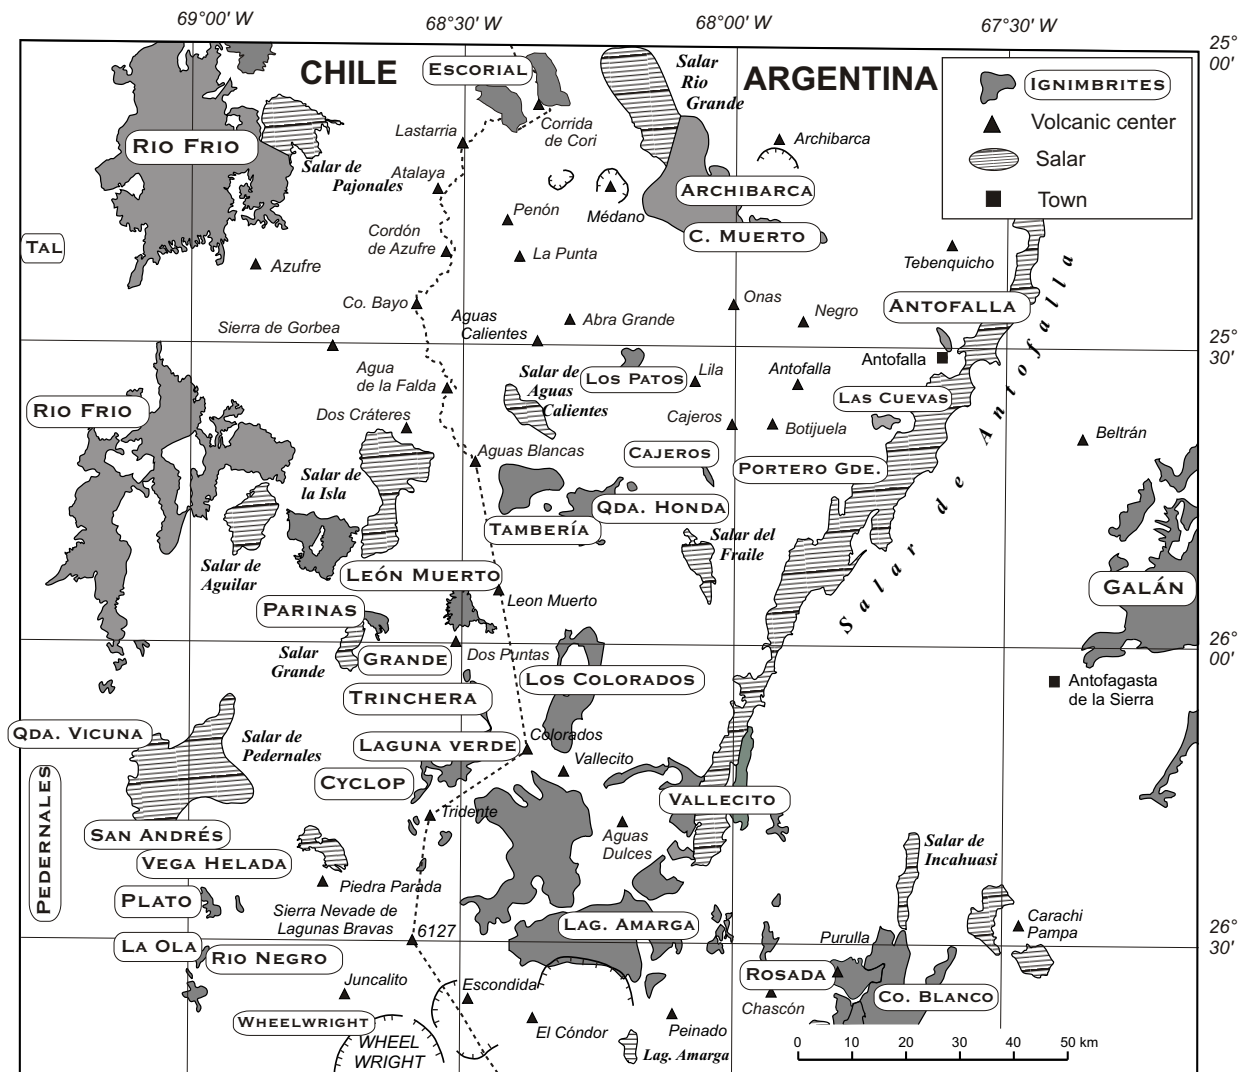 69°00' W
68°30' W
68°00' W
67°30' W
25°
00'
CHILE
ARGENTINA
ESCORIAL
Salar
Rio
Grande
IGNIMBRITES
Volcanic center
Salar
Town
Lastarria
Corrida
de Cori
Archibarca
RIO FRIO
Salar de
Pajonales
Atalaya
ARCHIBARCA
Penón
Médano
C. MUERTO
TAL
Cordón
de Azufre
La Punta
Tebenquicho
Azufre
Co. Bayo
Onas
Negro
ANTOFALLA
Sierra de Gorbea
Aguas
Calientes
Abra Grande
25°
30'
Antofalla
Salar de Antofalla
Agua
de la Falda
Salar de
Aguas
Calientes
LOS PATOS
Lila
Antofalla
LAS CUEVAS
RIO FRIO
Dos Cráteres
Cajeros
Botijuela
Beltrán
Aguas Blancas
CAJEROS
PORTERO GDE.
Salar de
la Isla
QDA. HONDA
TAMBERÍA
Salar del
Fraile
Salar de
Aguilar
LEÓN MUERTO
GALÁN
PARINAS
Leon Muerto
26°
00'
Salar
Grande
GRANDE
Dos Puntas
LOS COLORADOS
Antofagasta
de la Sierra
TRINCHERA
QDA. VICUNA
Salar de
Pedernales
LAGUNA VERDE
Colorados
Vallecito
CYCLOP
VALLECITO
PEDERNALES
SAN ANDRÉS
Tridente
Aguas
Dulces
Salar de
Incahuasi
VEGA HELADA
Piedra Parada
PLATO
Sierra Nevade de
Lagunas Bravas
6127
LAG. AMARGA
Carachi
Pampa
Purulla
26°
30'
LA OLA
RIO NEGRO
ROSADA
Juncalito
Escondida
CO. BLANCO
Chascón
WHEELWRIGHT
El Cóndor
Peinado
WHEEL
WRIGHT
Lag. Amarga
0 10 20 30 40 50 km